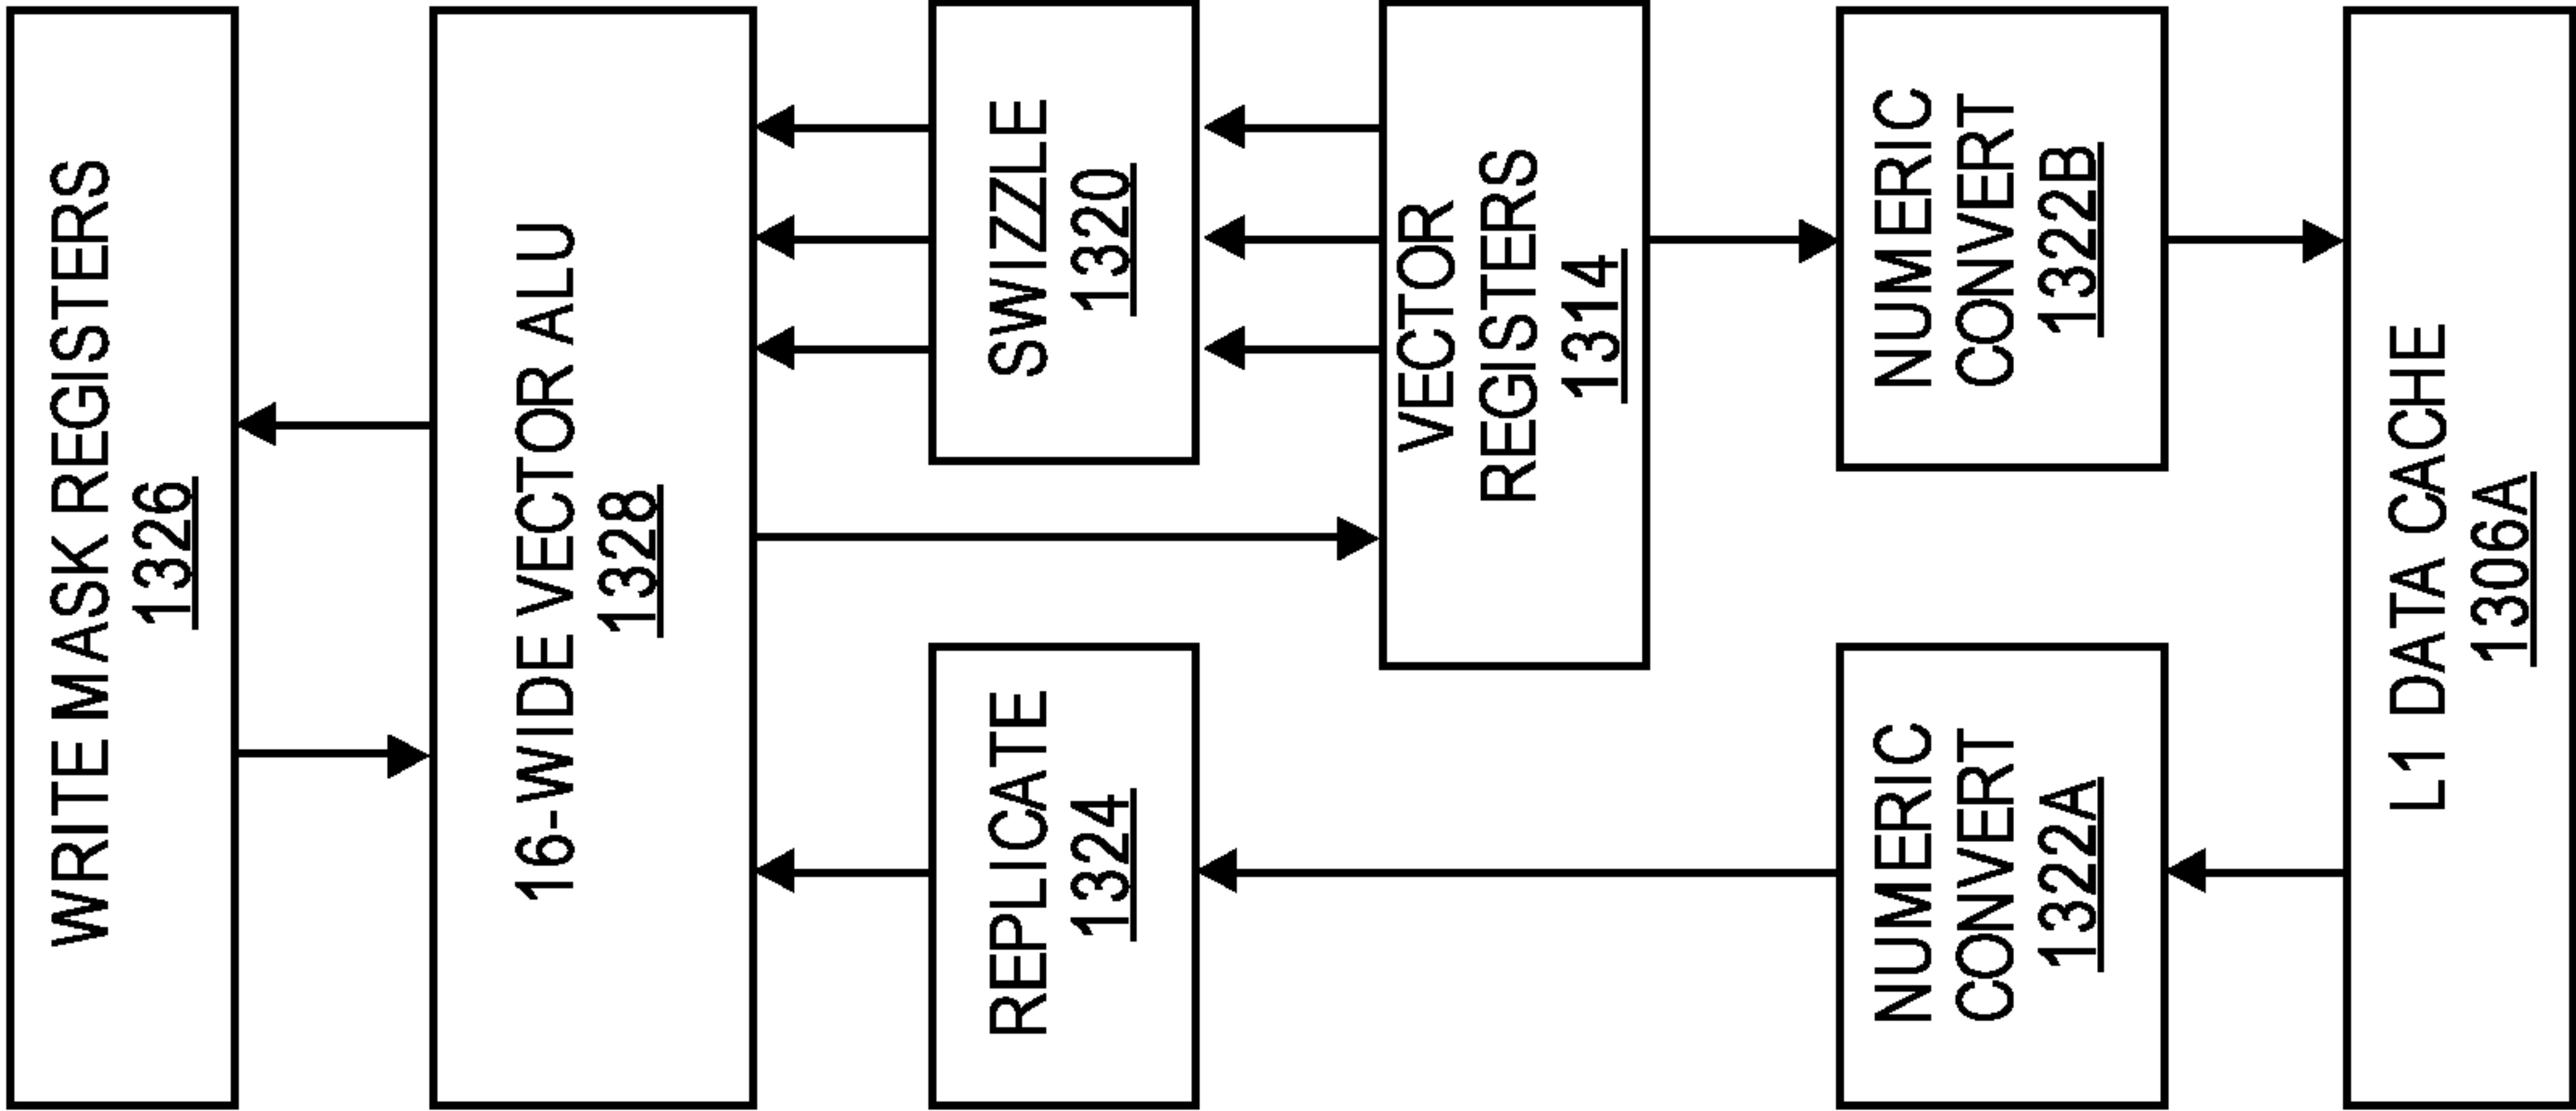 WRITE MASK REGISTERS
1326
16-WIDE VECTOR ALU
1328
REPLICATE
1324
SWIZZLE
1320
VECTOR
REGISTERS
1314
NUMERIC
CONVERT
1322A
NUMERIC
CONVERT
1322B
L1 DATA CACHE
1306A